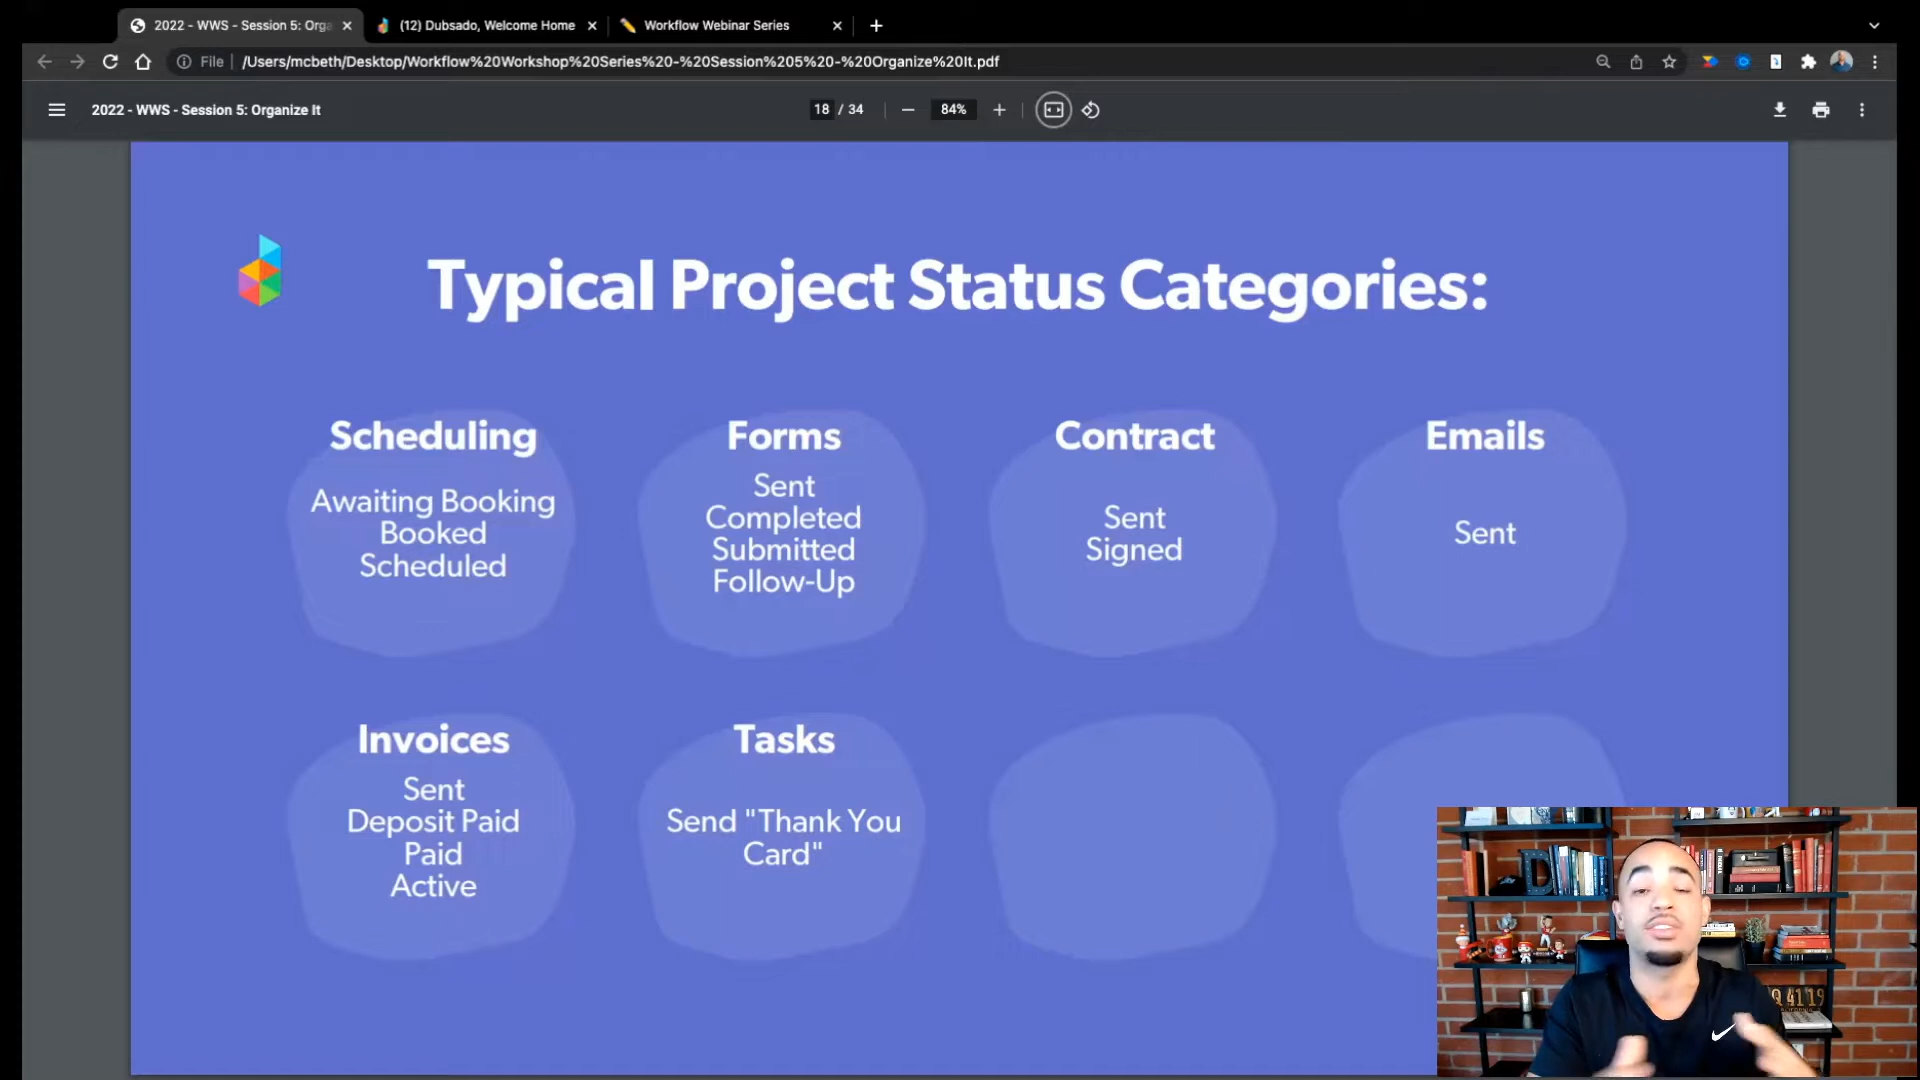 2022 - WWS - Session 5: Orga
(12) Dubsado, Welcome Home
Workflow Webinar Series
File
/Users/mcbeth/Desktop/Workflow%20Workshop%20Series%20-%20Session%205%20-%20Organize%20It.pdf
2022 - WWS - Session 5: Organize It
18 / 34
84%
Typical Project Status Categories:
Scheduling
Awaiting Booking
Booked
Scheduled
Forms
Sent
Completed
Submitted
Follow-Up
Contract
Sent
Signed
Emails
Sent
Invoices
Sent
Deposit Paid
Paid
Active
Tasks
Send "Thank You
Card"
D
Q 41 19